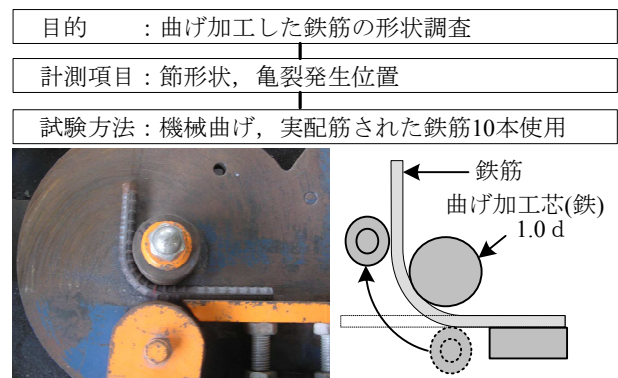 目的　　：曲げ加工した鉄筋の形状調査
計測項目：節形状，亀裂発生位置
試験方法：機械曲げ，実配筋された鉄筋10本使用
鉄筋
曲げ加工芯(鉄)
1.0ｄ